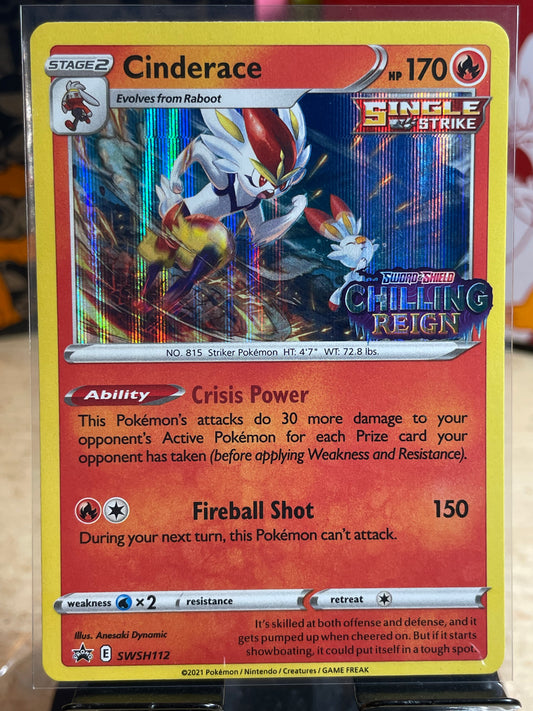 STAGE 2
Cinderace
HP 170
Evolves from Raboot
SINGLE
STRIKE
SWORD & SHIELD
CHILLING
REIGN
NO. 815 Striker Pokémon HT: 4'7" WT: 72.8 lbs.
Ability Crisis Power
This Pokémon's attacks do 30 more damage to your
opponent's Active Pokémon for each Prize card your
opponent has taken (before applying Weakness and Resistance).
Fireball Shot 150
During your next turn, this Pokémon can't attack.
weakness ×2 resistance retreat
Illus. Anesaki Dynamic
It's skilled at both offense and defense, and it
gets pumped up when cheered on. But if it starts
showboating, it could put itself in a tough spot.
E SWSH112
©2021 Pokémon / Nintendo / Creatures / GAME FREAK